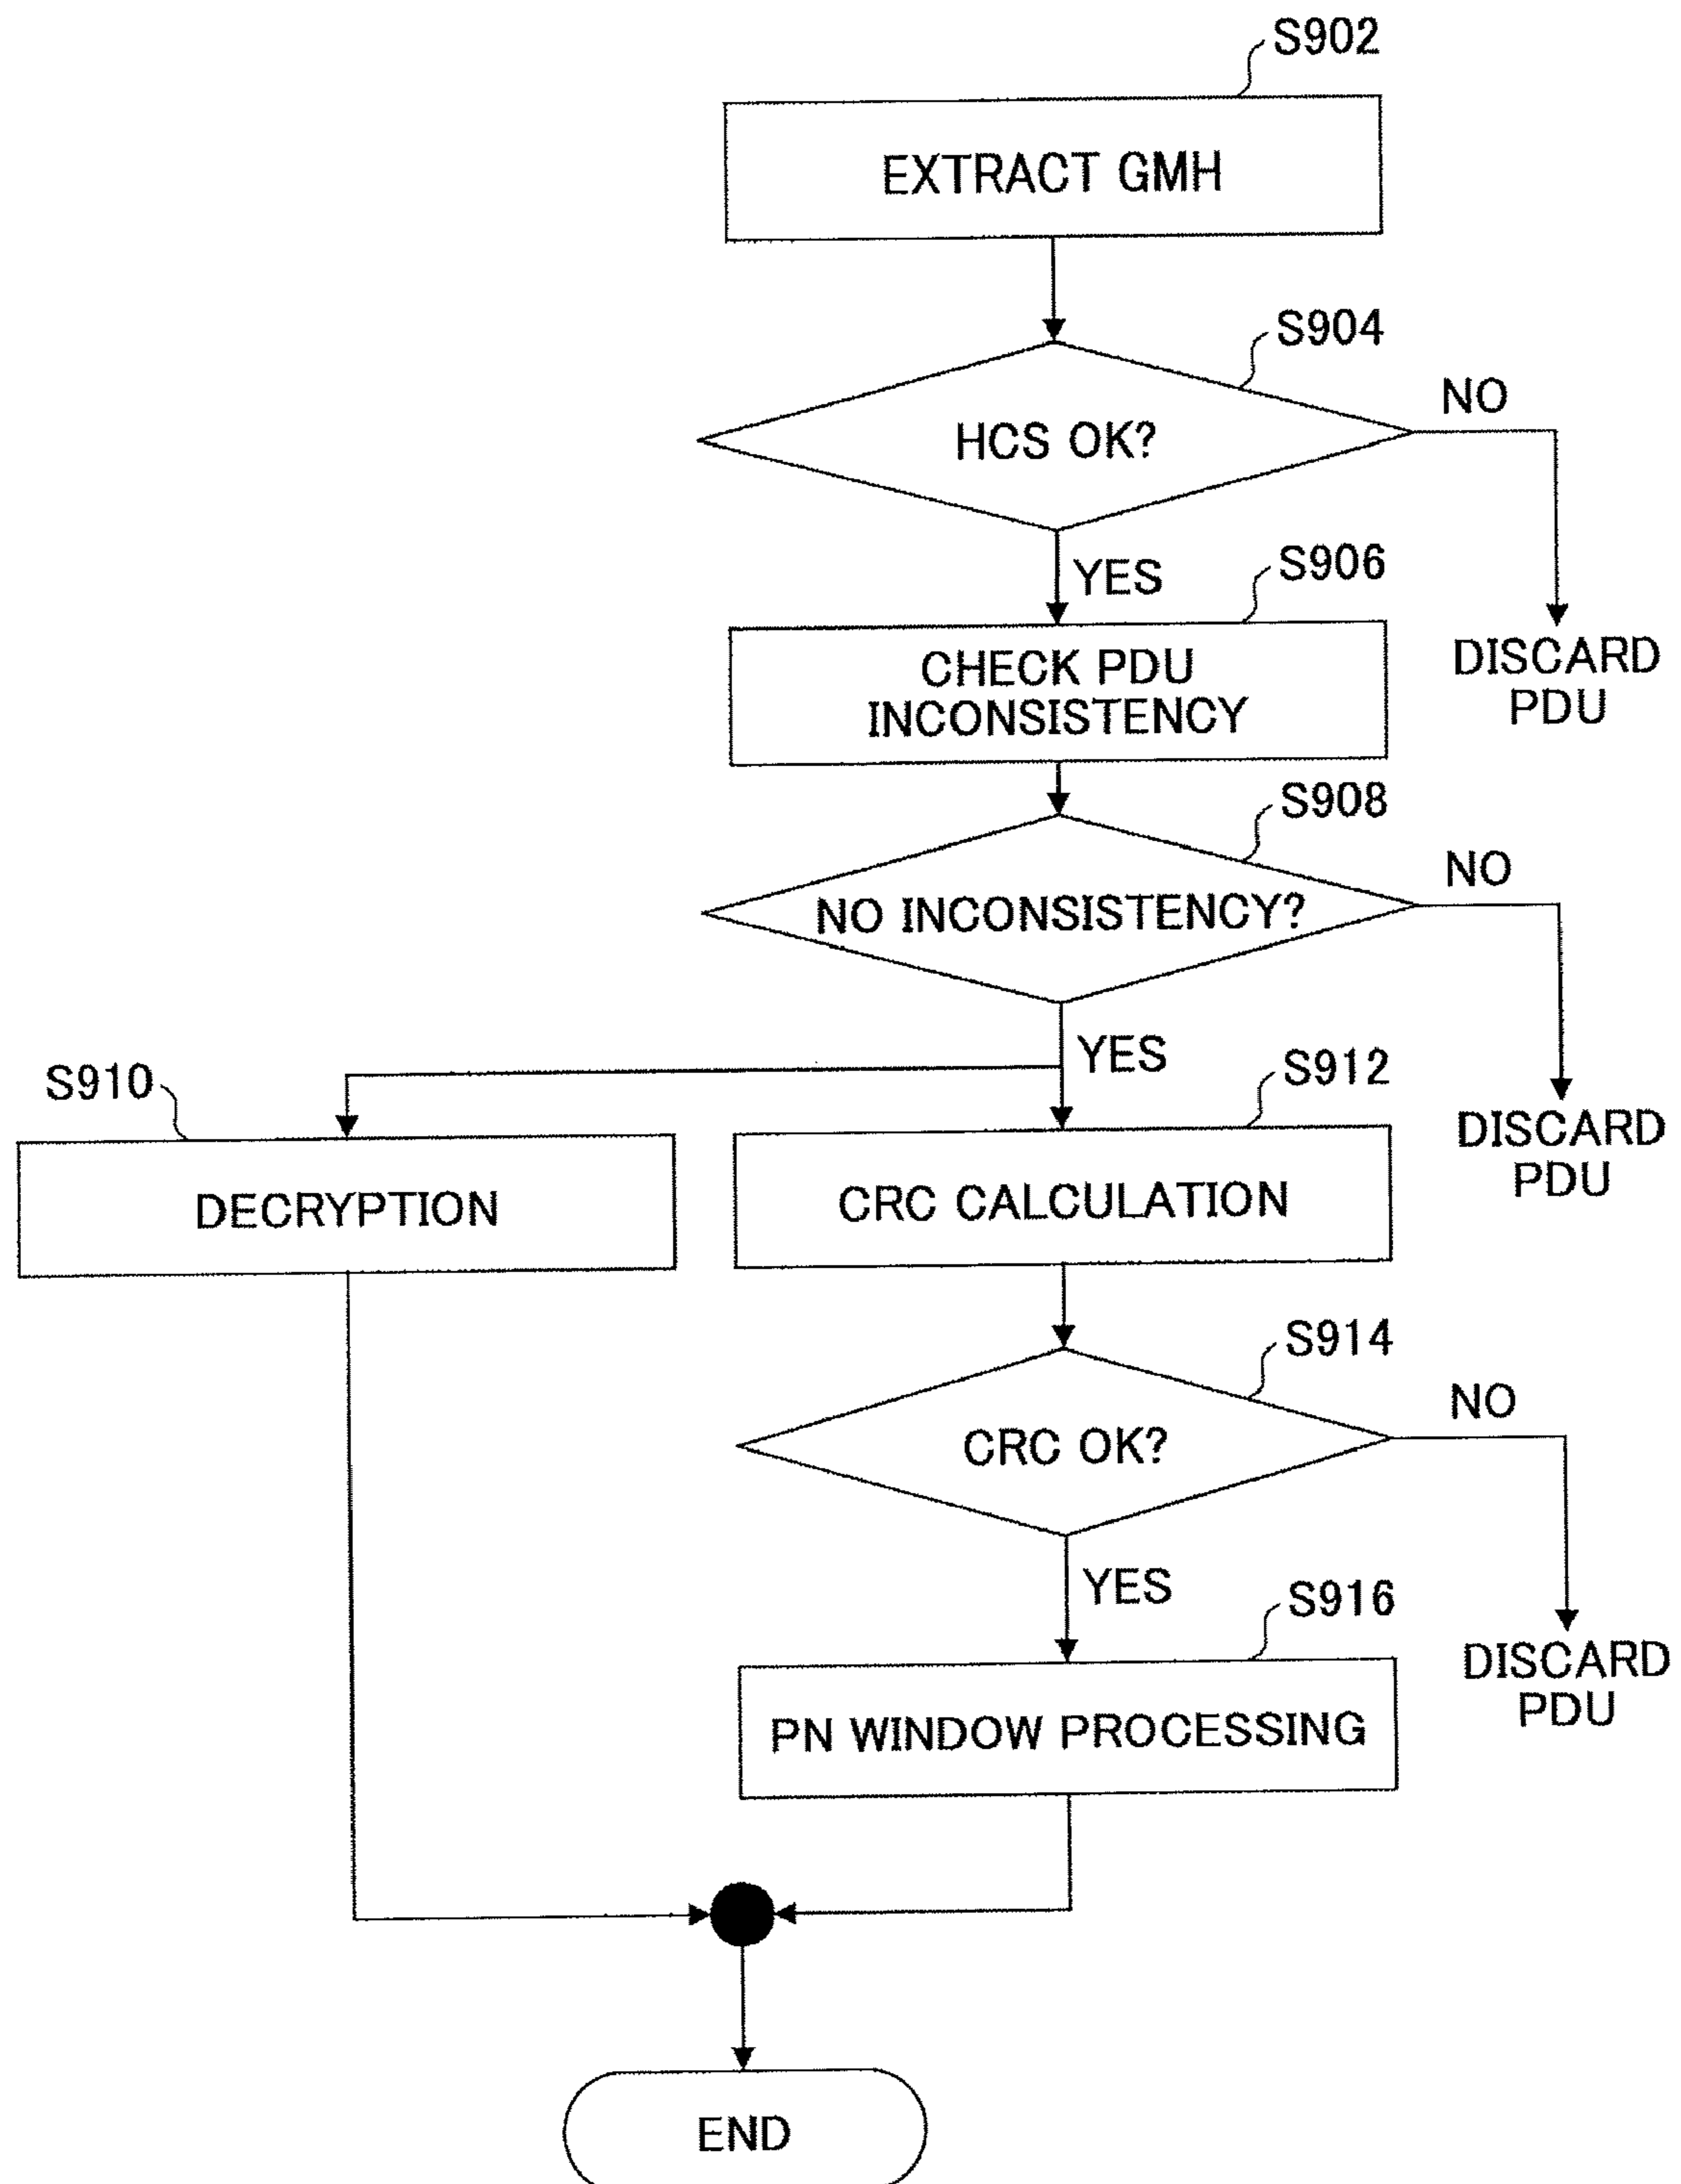 S902
EXTRACT GMH
S904
HCS OK?
NO
YES
S906
CHECK PDU
INCONSISTENCY
DISCARD
PDU
S908
NO INCONSISTENCY?
NO
YES
S910
S912
DECRYPTION
CRC CALCULATION
DISCARD
PDU
S914
CRC OK?
NO
YES
S916
PN WINDOW PROCESSING
DISCARD
PDU
END